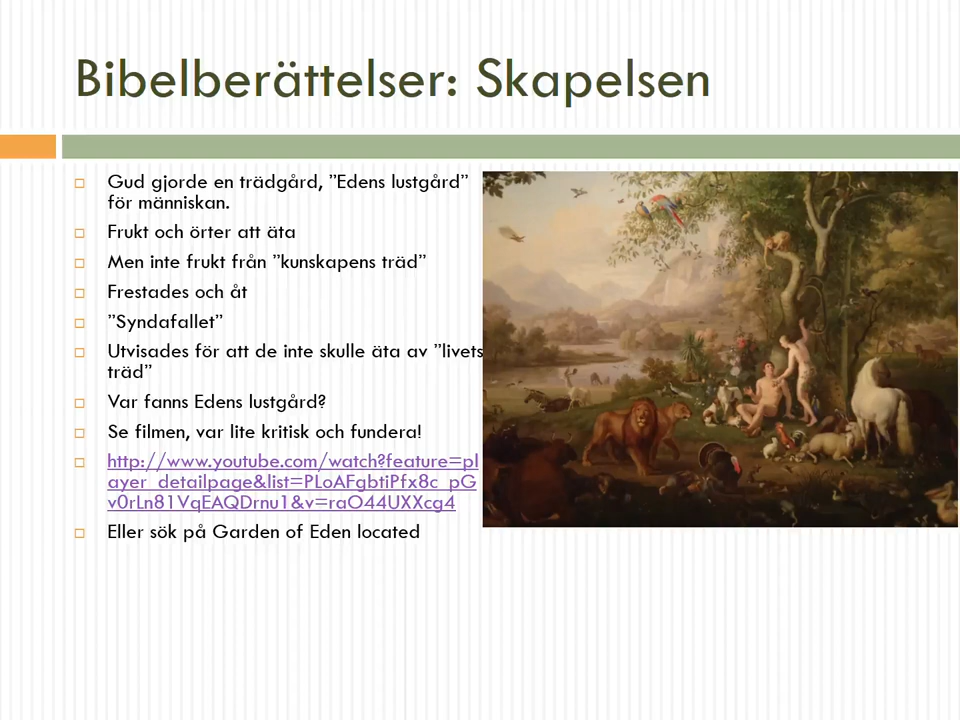 Bibelberättelser: Skapelsen
Gud gjorde en trädgård, ”Edens lustgård”
för människan.
Frukt och örter att äta
Men inte frukt från ”kunskapens träd”
Frestades och åt
”Syndafallet”
Utvisades för att de inte skulle äta av ”livets
träd”
Var fanns Edens lustgård?
Se filmen, var lite kritisk och fundera!
http://www.youtube.com/watch?feature=pl
ayer_detailpage&list=PLoAFgbtiPfx8c_pG
v0rLn81VqEAQDrnu1&v=raO44UXXcg4
Eller sök på Garden of Eden located